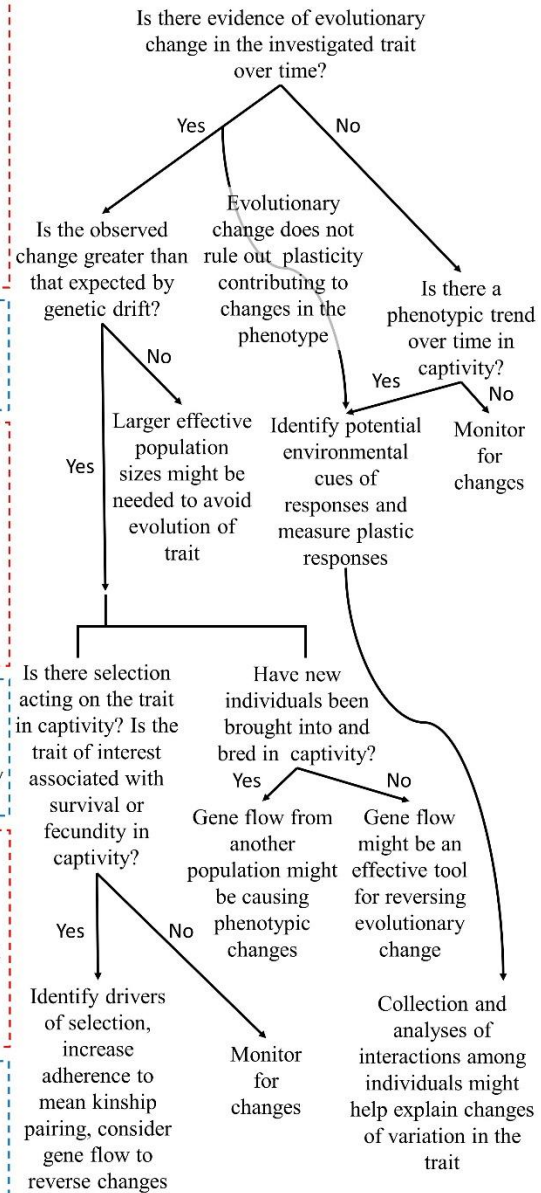 Is there evidence of evolutionary
change in the investigated trait
over time?
Yes
No
Is the observed
change greater than
that expected by
genetic drift?
Evolutionary
change does not
rule out plasticity
contributing to
changes in the
phenotype
Is there a
phenotypic trend
over time in
captivity?
No
Yes
No
Larger effective
population
sizes might be
needed to avoid
evolution of
trait
Identify potential
environmental
cues of
responses and
measure plastic
responses
Monitor
for
changes
Yes
Is there selection
acting on the trait
in captivity? Is the
trait of interest
associated with
survival or
fecundity in
captivity?
Have new
individuals been
brought into and
bred in captivity?
Yes
No
Gene flow from
another
population might
be causing
phenotypic
changes
Gene flow
might be an
effective tool
for reversing
evolutionary
change
Yes
No
Identify drivers
of selection,
increase
adherence to
mean kinship
pairing, consider
gene flow to
reverse changes
Monitor
for
changes
Collection and
analyses of
interactions among
individuals might
help explain changes
of variation in the
trait